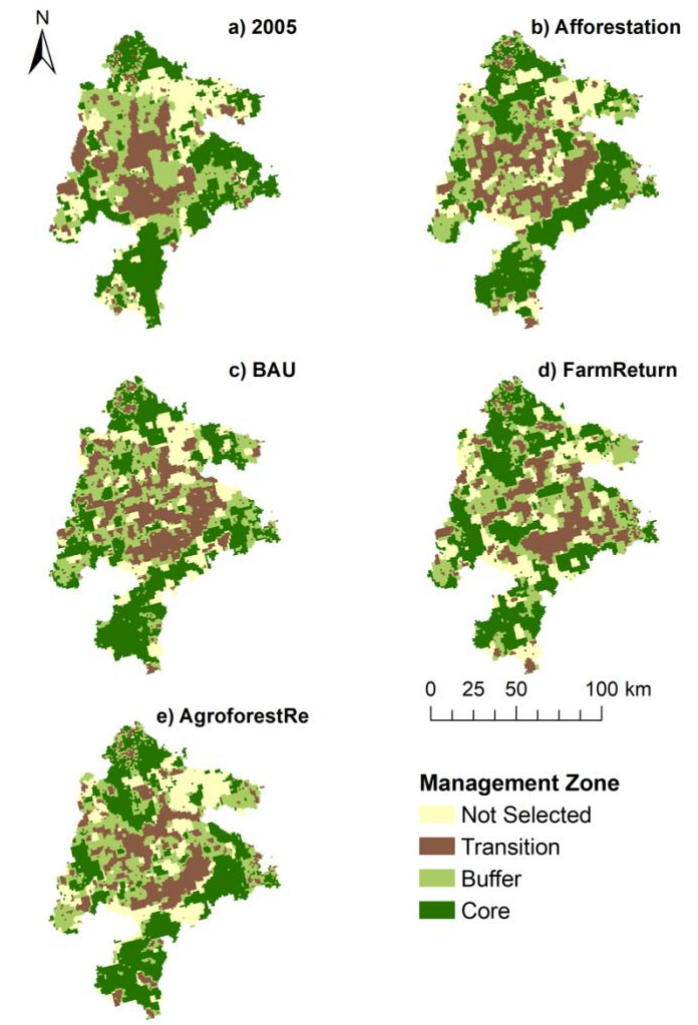 N
a) 2005
b) Afforestation
c) BAU
d) FarmReturn
0 25 50 100 km
e) AgroforestRe
Management Zone
Not Selected
Transition
Buffer
Core